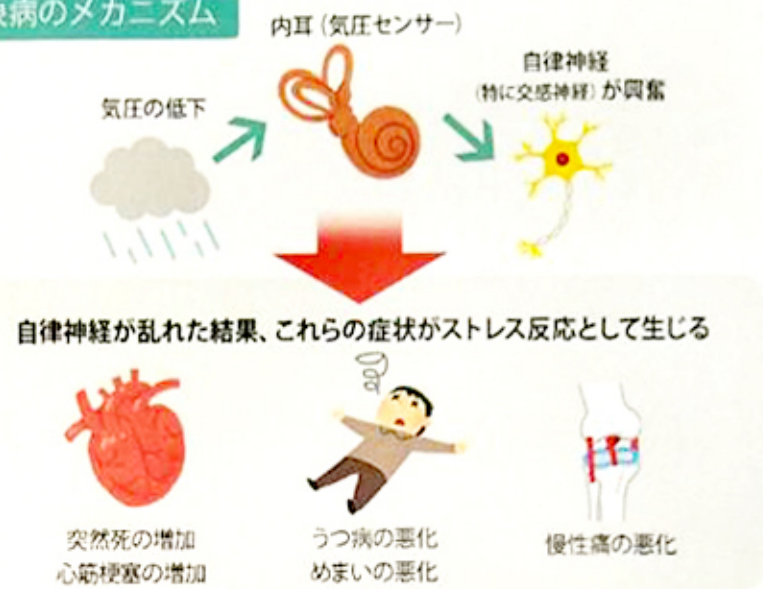 病のメカニズム
内耳（気圧センサー）
自律神経
（特に交感神経）が興奮
気圧の低下
自律神経が乱れた結果、これらの症状がストレス反応として生じる
突然死の増加
心筋梗塞の増加
うつ病の悪化
めまいの悪化
慢性痛の悪化